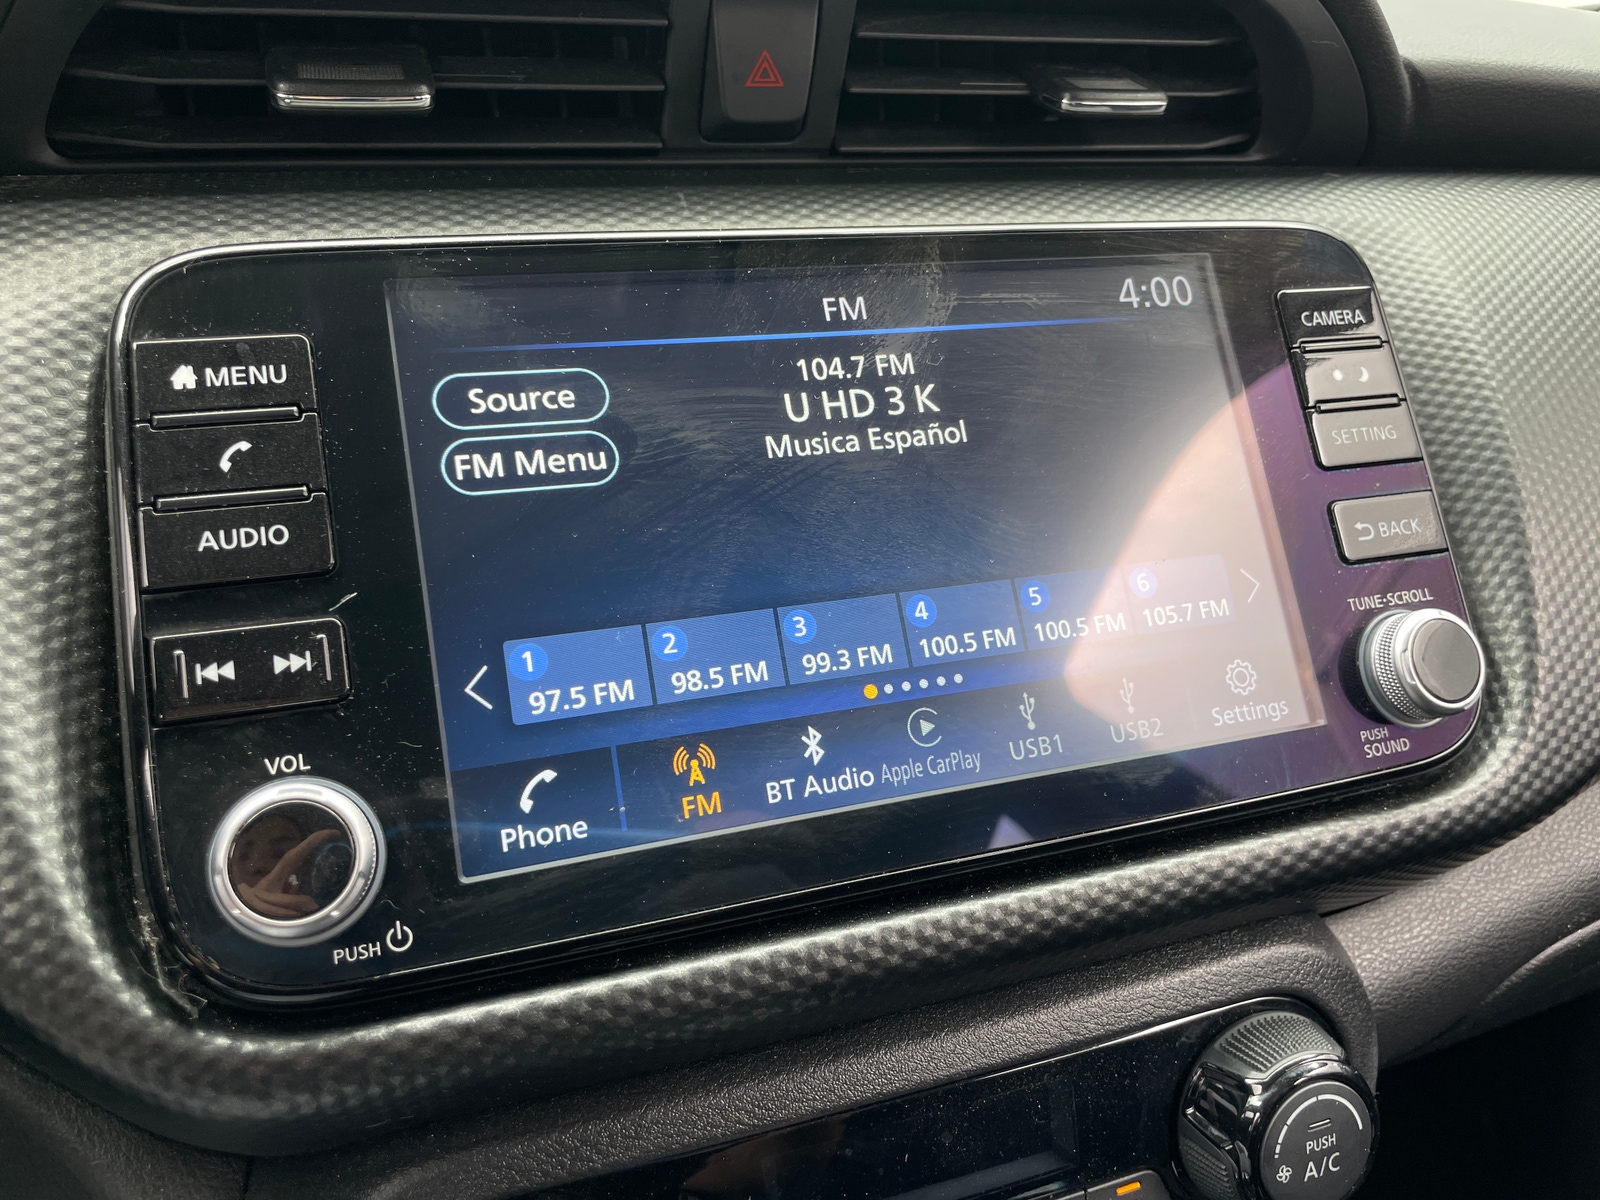 FM
4:00
104.7 FM
U HD 3 K
Musica Español
Source
FM Menu
1
97.5 FM
2
98.5 FM
3
99.3 FM
4
100.5 FM
5
100.5 FM
6
105.7 FM
Phone
FM
BT Audio
Apple CarPlay
USB1
USB2
Settings
MENU
AUDIO
VOL
PUSH
CAMERA
SETTING
BACK
TUNE·SCROLL
PUSH
SOUND
PUSH
A/C